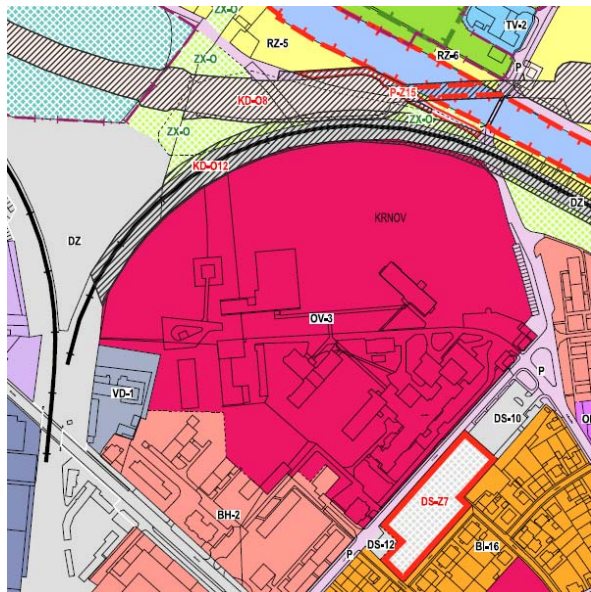 TV-2
RZ-5
ZX-O
RZ-6
P
KD-O8
P-Z15
ZX-O
ZX-O
KD-O12
DZ
KRNOV
DZ
OV-3
P
VD-1
DS-10
DS-Z7
BH-2
DS-12
BI-16
P